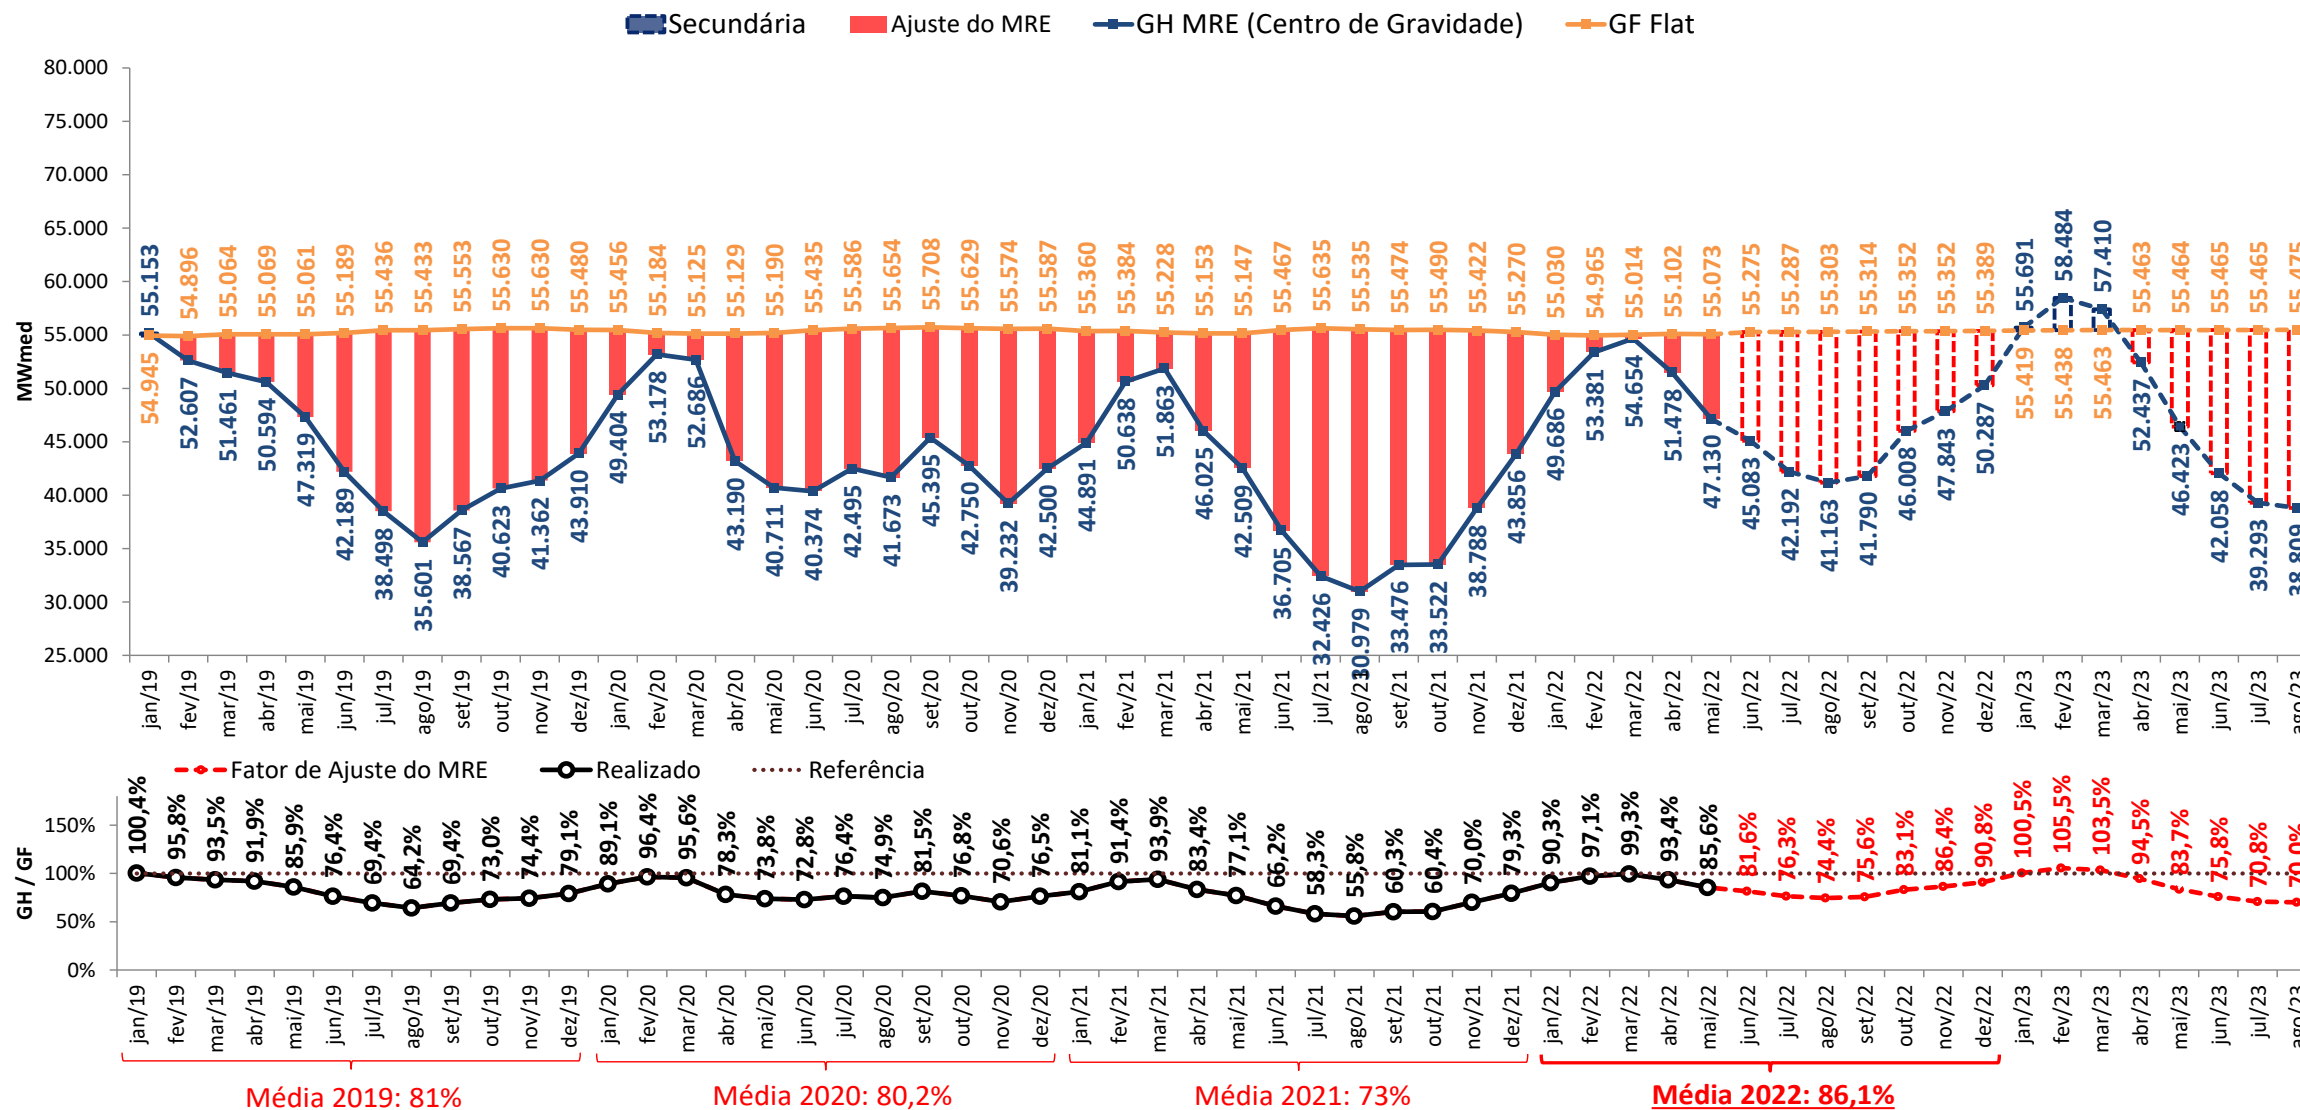 Secundária Ajuste do MRE GH MRE (Centro de Gravidade) GF Flat
80.000
75.000
70.000
65.000
60.000
55.000
50.000
45.000
40.000
35.000
30.000
25.000
MWmed
55.153 54.896 55.064 55.069 55.061 55.189 55.436 55.433 55.553 55.630 55.630 55.480 55.456 55.184 55.125 55.129 55.190 55.435 55.586 55.654 55.708 55.629 55.574 55.587 55.360 55.384 55.228 55.153 55.147 55.467 55.635 55.535 55.474 55.490 55.422 55.270 55.030 54.965 55.014 55.102 55.073 55.275 55.287 55.303 55.314 55.352 55.352 55.389 55.691 58.484 57.410 55.463 55.464 55.465 55.465 55.475
54.945 52.607 51.461 50.594 47.319 42.189 38.498 35.601 38.567 40.623 41.362 43.910 49.404 53.178 52.686 43.190 40.711 40.374 42.495 41.673 45.395 42.750 39.232 42.500 44.891 50.638 51.863 46.025 42.509 36.705 32.426 30.979 33.476 33.522 38.788 43.856 49.686 53.381 54.654 51.478 47.130 45.083 42.192 41.163 41.790 46.008 47.843 50.287 55.419 55.438 55.463 52.437 46.423 42.058 39.293 38.809
jan/19 fev/19 mar/19 abr/19 mai/19 jun/19 jul/19 ago/19 set/19 out/19 nov/19 dez/19 jan/20 fev/20 mar/20 abr/20 mai/20 jun/20 jul/20 ago/20 set/20 out/20 nov/20 dez/20 jan/21 fev/21 mar/21 abr/21 mai/21 jun/21 jul/21 ago/21 set/21 out/21 nov/21 dez/21 jan/22 fev/22 mar/22 abr/22 mai/22 jun/22 jul/22 ago/22 set/22 out/22 nov/22 dez/22 jan/23 fev/23 mar/23 abr/23 mai/23 jun/23 jul/23 ago/23
Fator de Ajuste do MRE Realizado Referência
GH / GF
150%
100%
50%
0%
100,4% 95,8% 93,5% 91,9% 85,9% 76,4% 69,4% 64,2% 69,4% 73,0% 74,4% 79,1% 89,1% 96,4% 95,6% 78,3% 73,8% 72,8% 76,4% 74,9% 81,5% 76,8% 70,6% 76,5% 81,1% 91,4% 93,9% 83,4% 77,1% 66,2% 58,3% 55,8% 60,3% 60,4% 70,0% 79,3% 90,3% 97,1% 99,3% 93,4% 85,6% 81,6% 76,3% 74,4% 75,6% 83,1% 86,4% 90,8% 100,5% 105,5% 103,5% 94,5% 83,7% 75,8% 70,8% 70,0%
jan/19 fev/19 mar/19 abr/19 mai/19 jun/19 jul/19 ago/19 set/19 out/19 nov/19 dez/19 jan/20 fev/20 mar/20 abr/20 mai/20 jun/20 jul/20 ago/20 set/20 out/20 nov/20 dez/20 jan/21 fev/21 mar/21 abr/21 mai/21 jun/21 jul/21 ago/21 set/21 out/21 nov/21 dez/21 jan/22 fev/22 mar/22 abr/22 mai/22 jun/22 jul/22 ago/22 set/22 out/22 nov/22 dez/22 jan/23 fev/23 mar/23 abr/23 mai/23 jun/23 jul/23 ago/23
Média 2019: 81% Média 2020: 80,2% Média 2021: 73% Média 2022: 86,1%